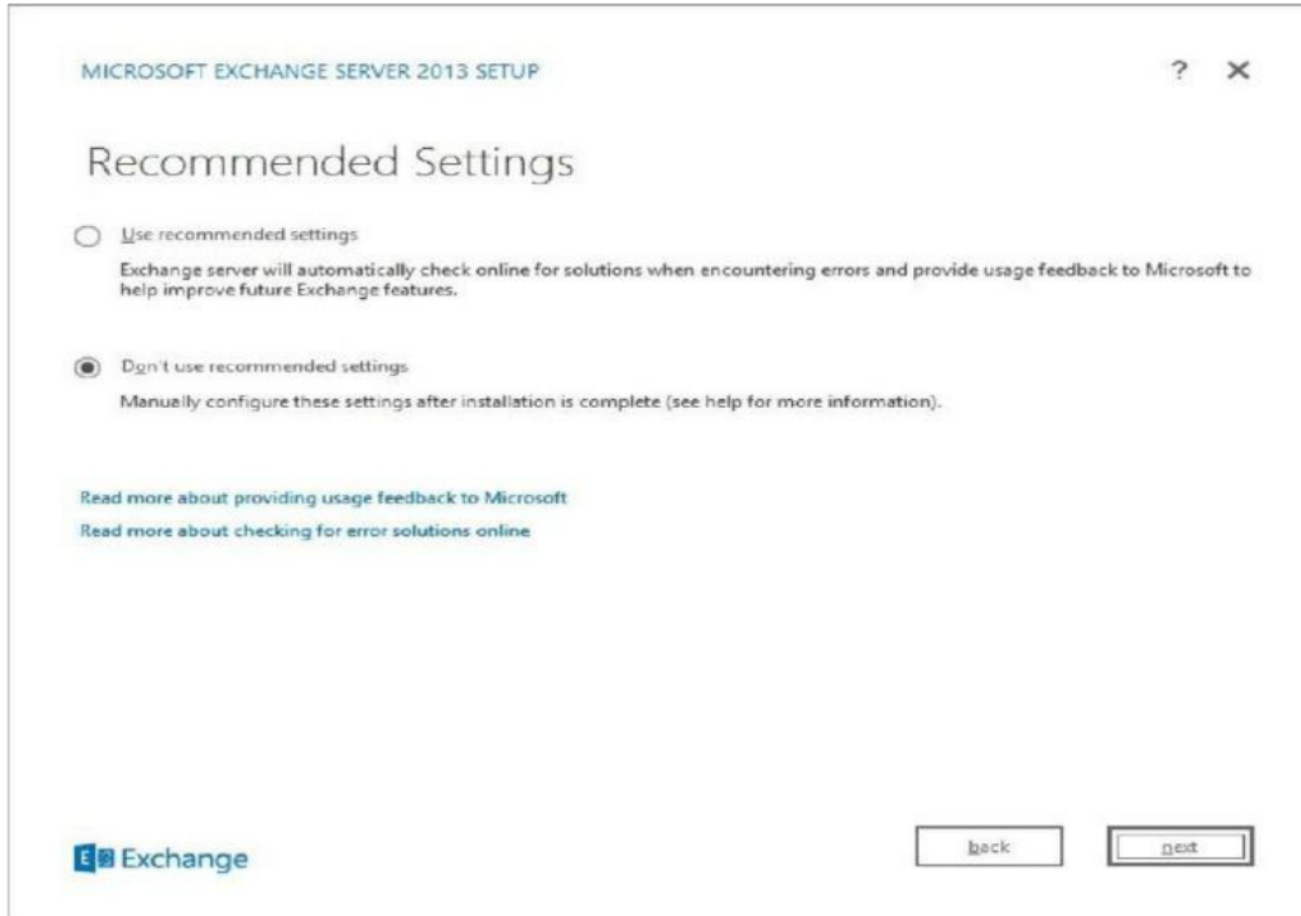 MICROSOFT EXCHANGE SERVER 2013 SETUP
? X
Recommended Settings
Use recommended settings
Exchange server will automatically check online for solutions when encountering errors and provide usage feedback to Microsoft to
help improve future Exchange features.
Don't use recommended settings
Manually configure these settings after installation is complete (see help for more information).
Read more about providing usage feedback to Microsoft
Read more about checking for error solutions online
E Exchange
back
next